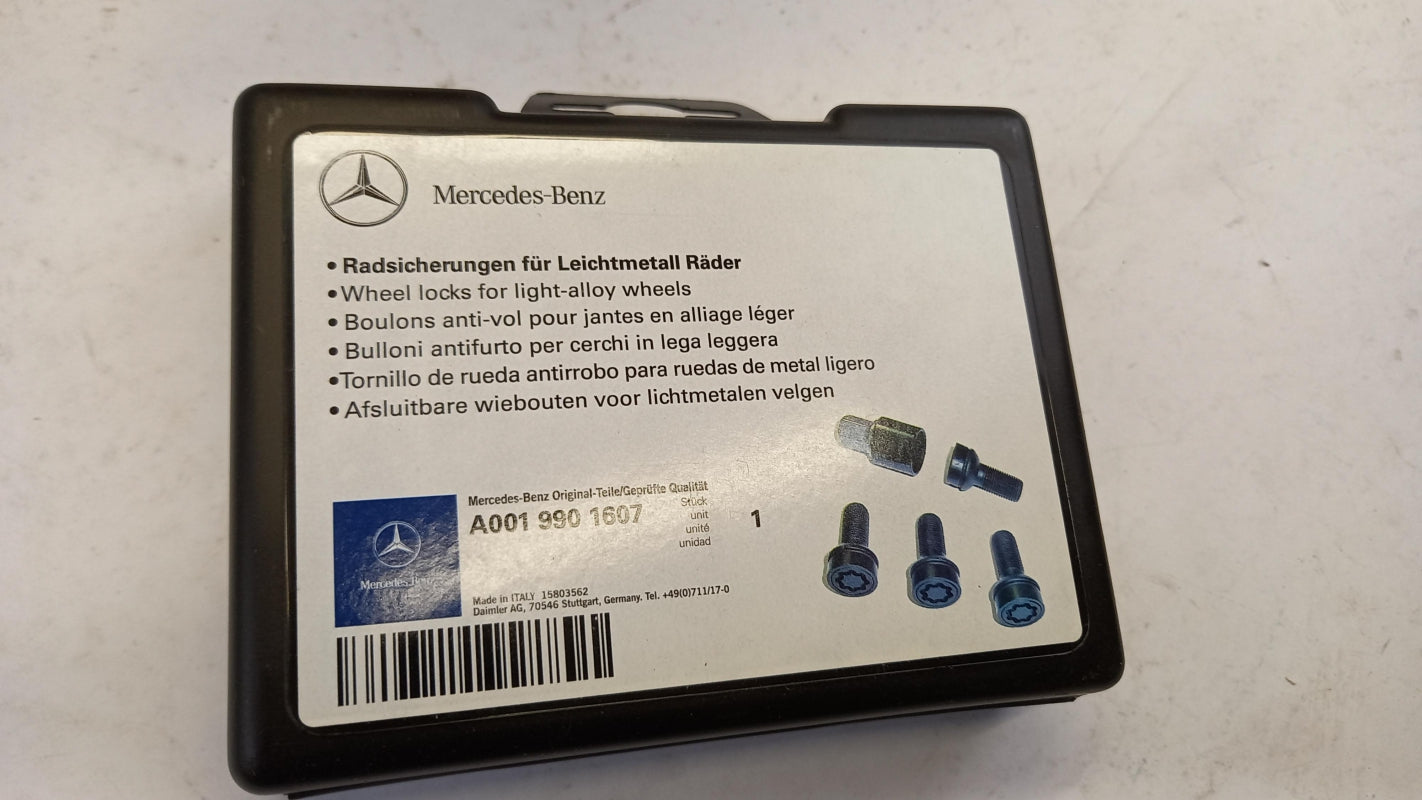 Mercedes-Benz
• Radsicherungen für Leichtmetall Räder
• Wheel locks for light-alloy wheels
• Boulons anti-vol pour jantes en alliage léger
• Bulloni antifurto per cerchi in lega leggera
•Tornillo de rueda antirrobo para ruedas de metal ligero
• Afsluitbare wiebouten voor lichtmetalen velgen
Mercedes-Benz Original-Teile/Geprüfte Qualität
A001 990 1607
Stück
unit
unité
unidad
1
Mercedes-Benz
Made in ITALY 15803562
Daimler AG, 70546 Stuttgart, Germany. Tel. +49(0)711/17-0